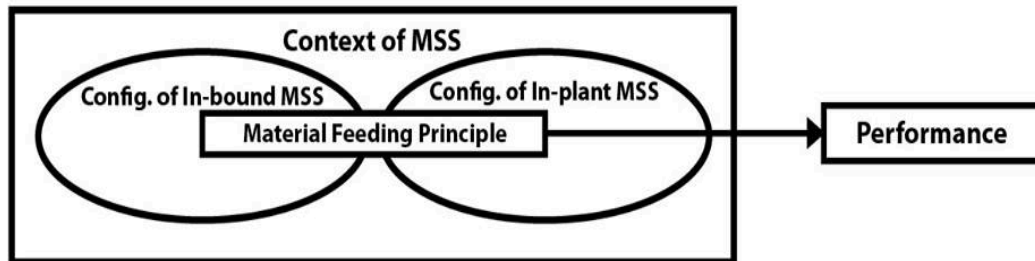 Context of MSS
Config. of In-bound MSS
Config. of In-plant MSS
Material Feeding Principle
Performance